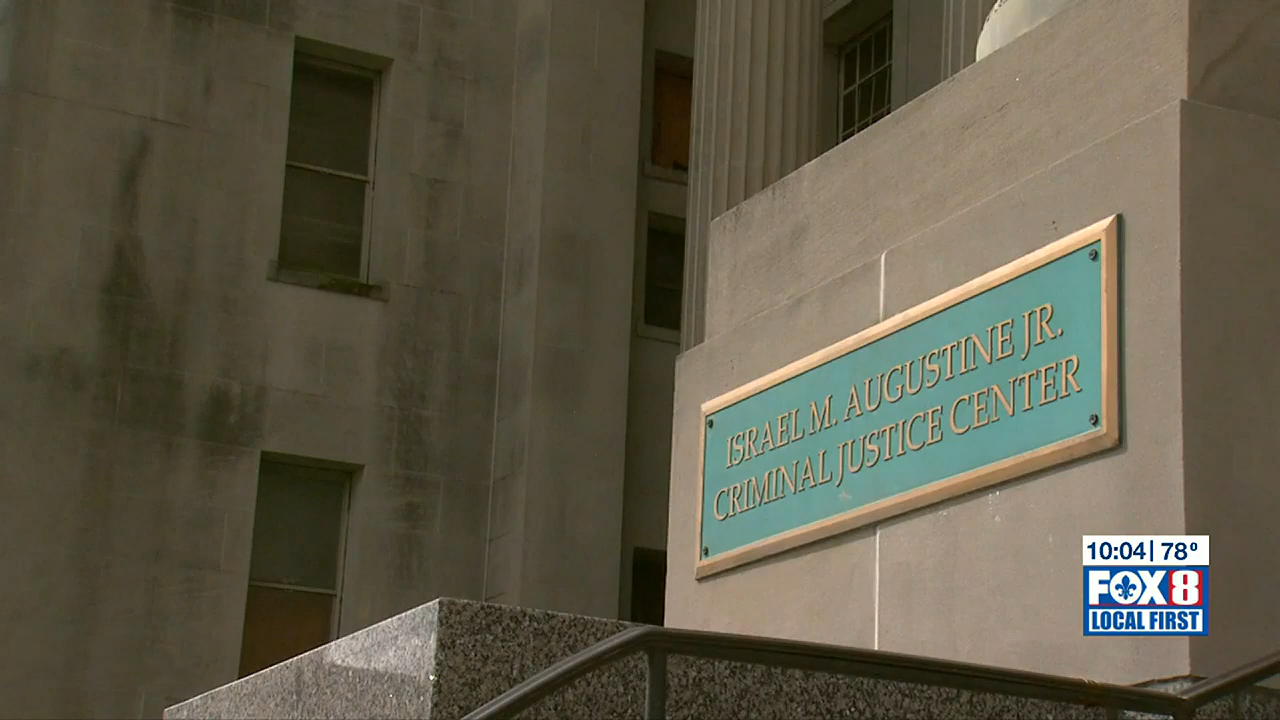 ISRAEL M. AUGUSTINE JR.
CRIMINAL JUSTICE CENTER
10:04 | 78°
FOX 8
LOCAL FIRST